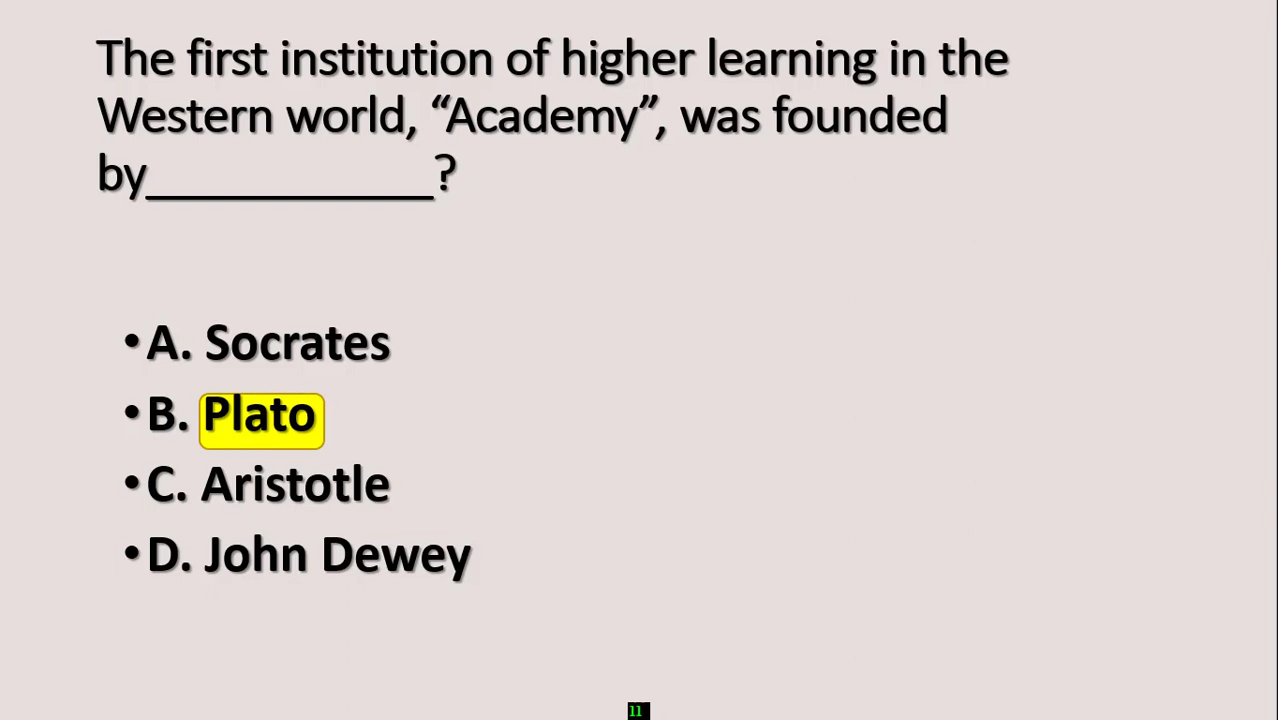 The first institution of higher learning in the
Western world, “Academy”, was founded
by____________?
• A. Socrates
• B. Plato
• C. Aristotle
• D. John Dewey
11